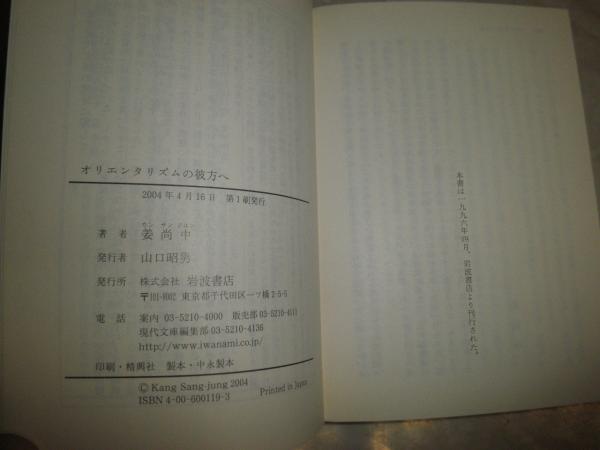 オリエンタリズムの彼方へ
2004年4月16日 第1刷発行
カン サン ジュン
著者 姜尚中
発行者 山口昭男
発行所 株式会社 岩波書店
〒101-8002 東京都千代田区一ツ橋2-5-5
電話 案内 03-5210-4000 販売部 03-5210-4111
現代文庫編集部 03-5210-4136
http://www.iwanami.co.jp/
印刷・精興社 製本・中永製本
© Kang Sang-jung 2004
ISBN 4-00-600119-3 Printed in Japan
本書は一九九六年四月、岩波書店より刊行された。